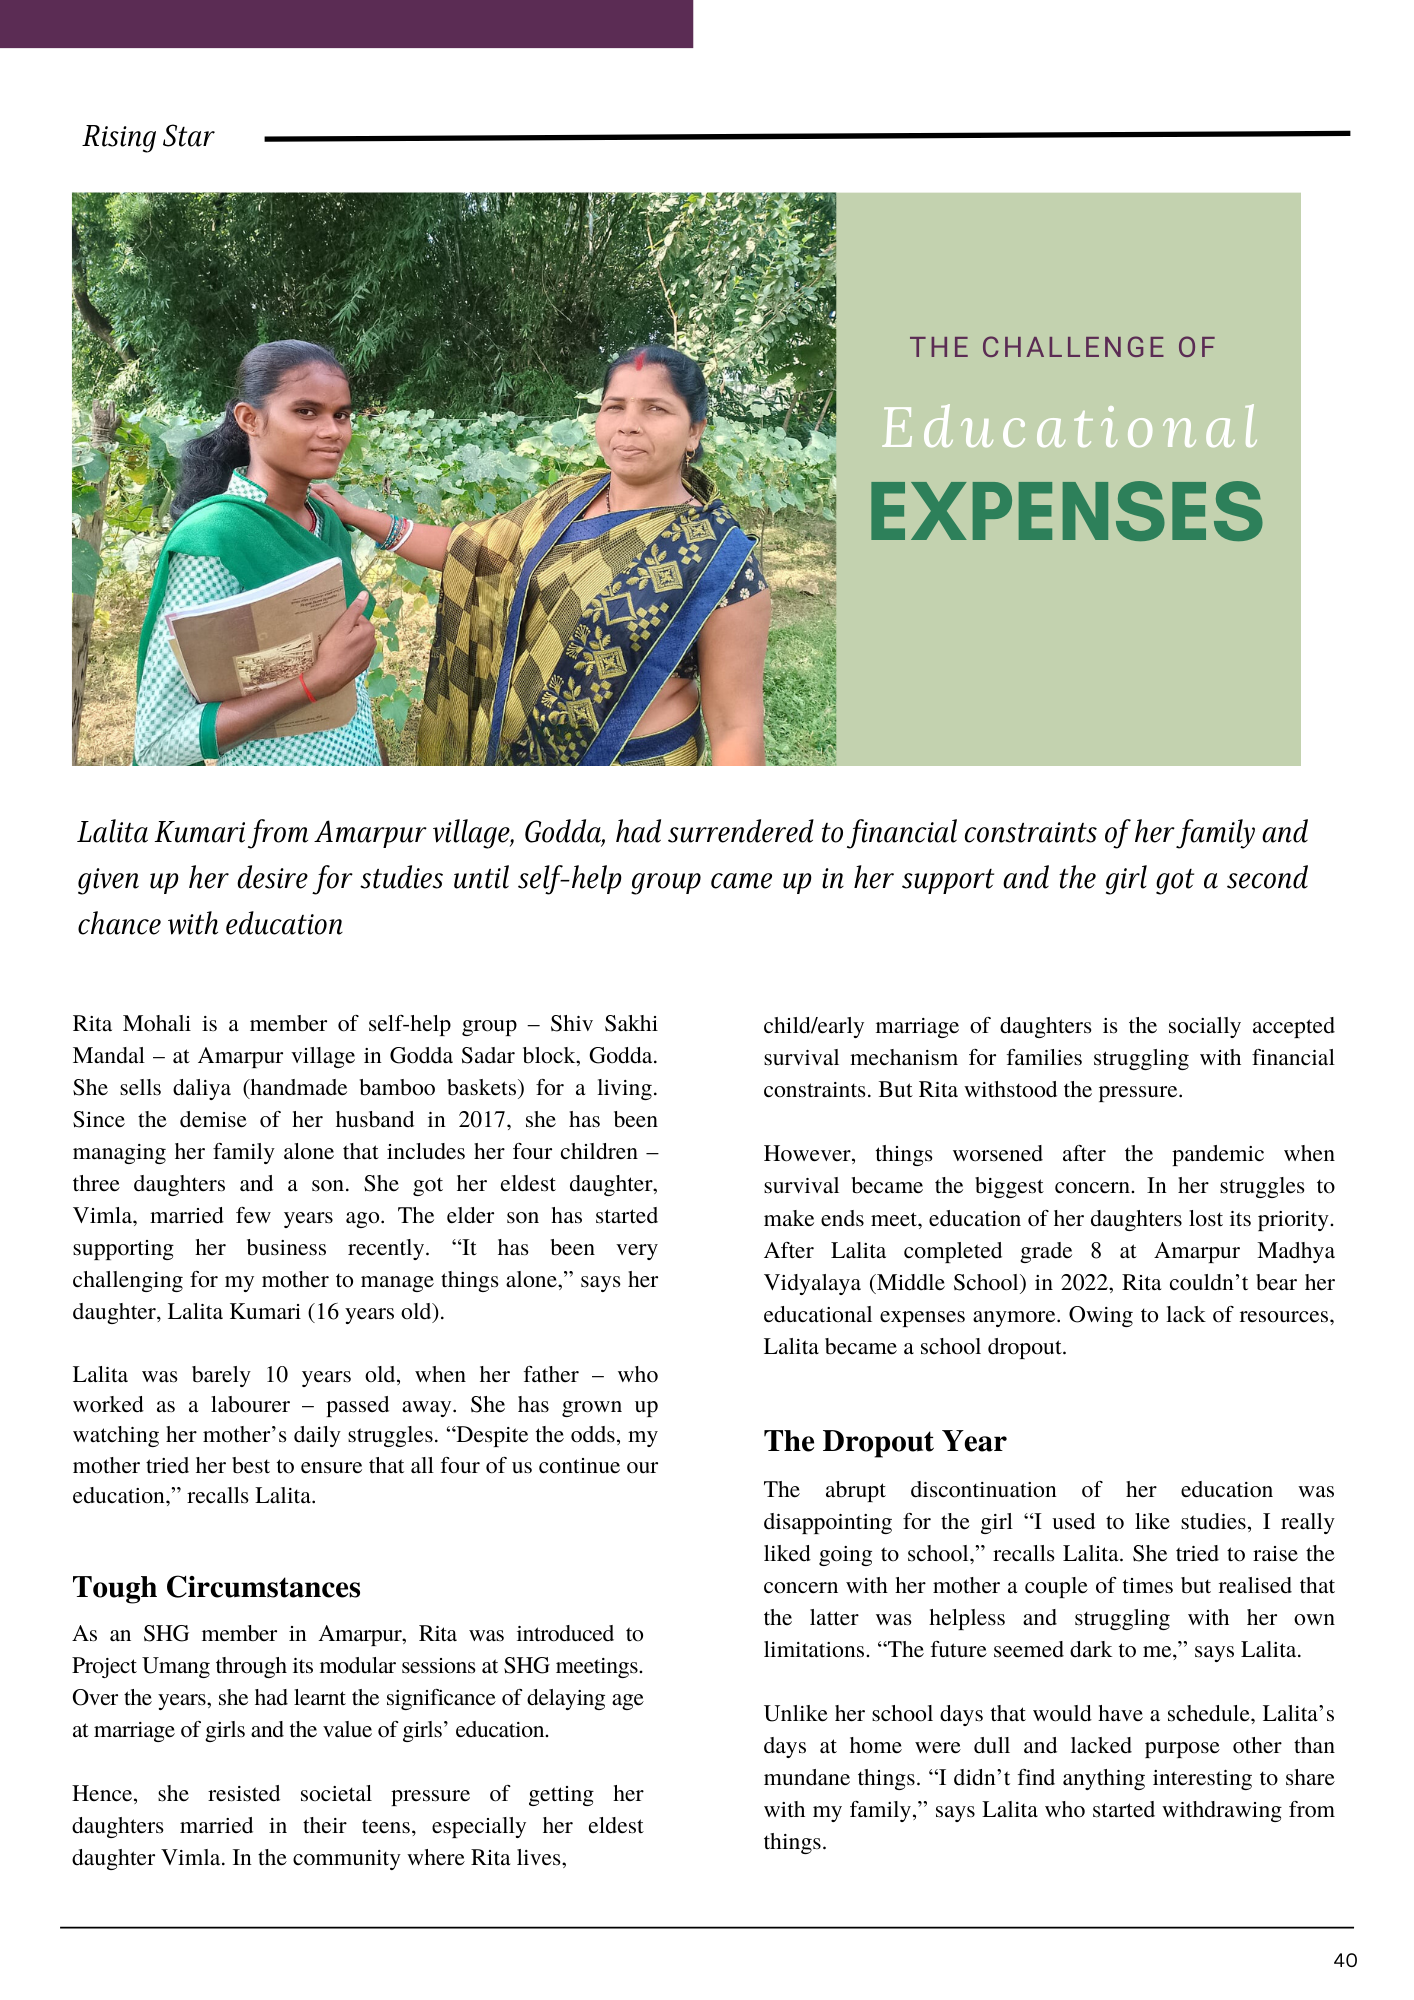 Rising Star
THE CHALLENGE OF
Educational
EXPENSES
Lalita Kumari from Amarpur village, Godda, had surrendered to financial constraints of her family and
given up her desire for studies until self-help group came up in her support and the girl got a second
chance with education
Rita Mohali is a member of self-help group – Shiv Sakhi
Mandal – at Amarpur village in Godda Sadar block, Godda.
She sells daliya (handmade bamboo baskets) for a living.
Since the demise of her husband in 2017, she has been
managing her family alone that includes her four children –
three daughters and a son. She got her eldest daughter,
Vimla, married few years ago. The elder son has started
supporting her business recently. “It has been very
challenging for my mother to manage things alone,” says her
daughter, Lalita Kumari (16 years old).
Lalita was barely 10 years old, when her father – who
worked as a labourer – passed away. She has grown up
watching her mother’s daily struggles. “Despite the odds, my
mother tried her best to ensure that all four of us continue our
education,” recalls Lalita.
Tough Circumstances
As an SHG member in Amarpur, Rita was introduced to
Project Umang through its modular sessions at SHG meetings.
Over the years, she had learnt the significance of delaying age
at marriage of girls and the value of girls’ education.
Hence, she resisted societal pressure of getting her
daughters married in their teens, especially her eldest
daughter Vimla. In the community where Rita lives,
child/early marriage of daughters is the socially accepted
survival mechanism for families struggling with financial
constraints. But Rita withstood the pressure.
However, things worsened after the pandemic when
survival became the biggest concern. In her struggles to
make ends meet, education of her daughters lost its priority.
After Lalita completed grade 8 at Amarpur Madhya
Vidyalaya (Middle School) in 2022, Rita couldn’t bear her
educational expenses anymore. Owing to lack of resources,
Lalita became a school dropout.
The Dropout Year
The abrupt discontinuation of her education was
disappointing for the girl “I used to like studies, I really
liked going to school,” recalls Lalita. She tried to raise the
concern with her mother a couple of times but realised that
the latter was helpless and struggling with her own
limitations. “The future seemed dark to me,” says Lalita.
Unlike her school days that would have a schedule, Lalita’s
days at home were dull and lacked purpose other than
mundane things. “I didn’t find anything interesting to share
with my family,” says Lalita who started withdrawing from
things.
40